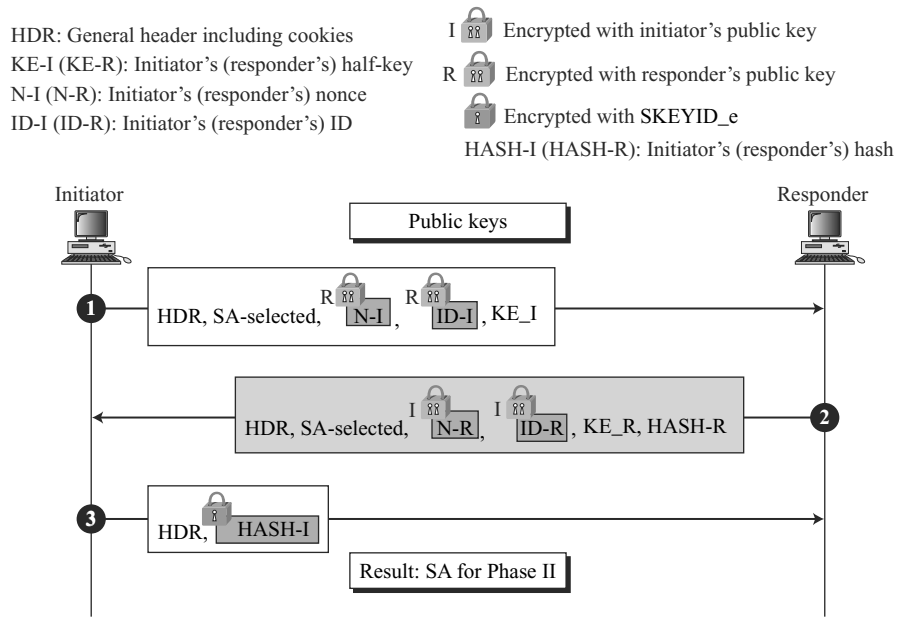 HDR: General header including cookies
KE-I (KE-R): Initiator's (responder's) half-key
N-I (N-R): Initiator's (responder's) nonce
ID-I (ID-R): Initiator's (responder's) ID
I Encrypted with initiator's public key
R Encrypted with responder's public key
Encrypted with SKEYID_e
HASH-I (HASH-R): Initiator's (responder's) hash
Initiator
Responder
Public keys
1
R R
HDR, SA-selected, N-I, ID-I, KE_I
I I
HDR, SA-selected, N-R, ID-R, KE_R, HASH-R
2
3
HDR, HASH-I
Result: SA for Phase II